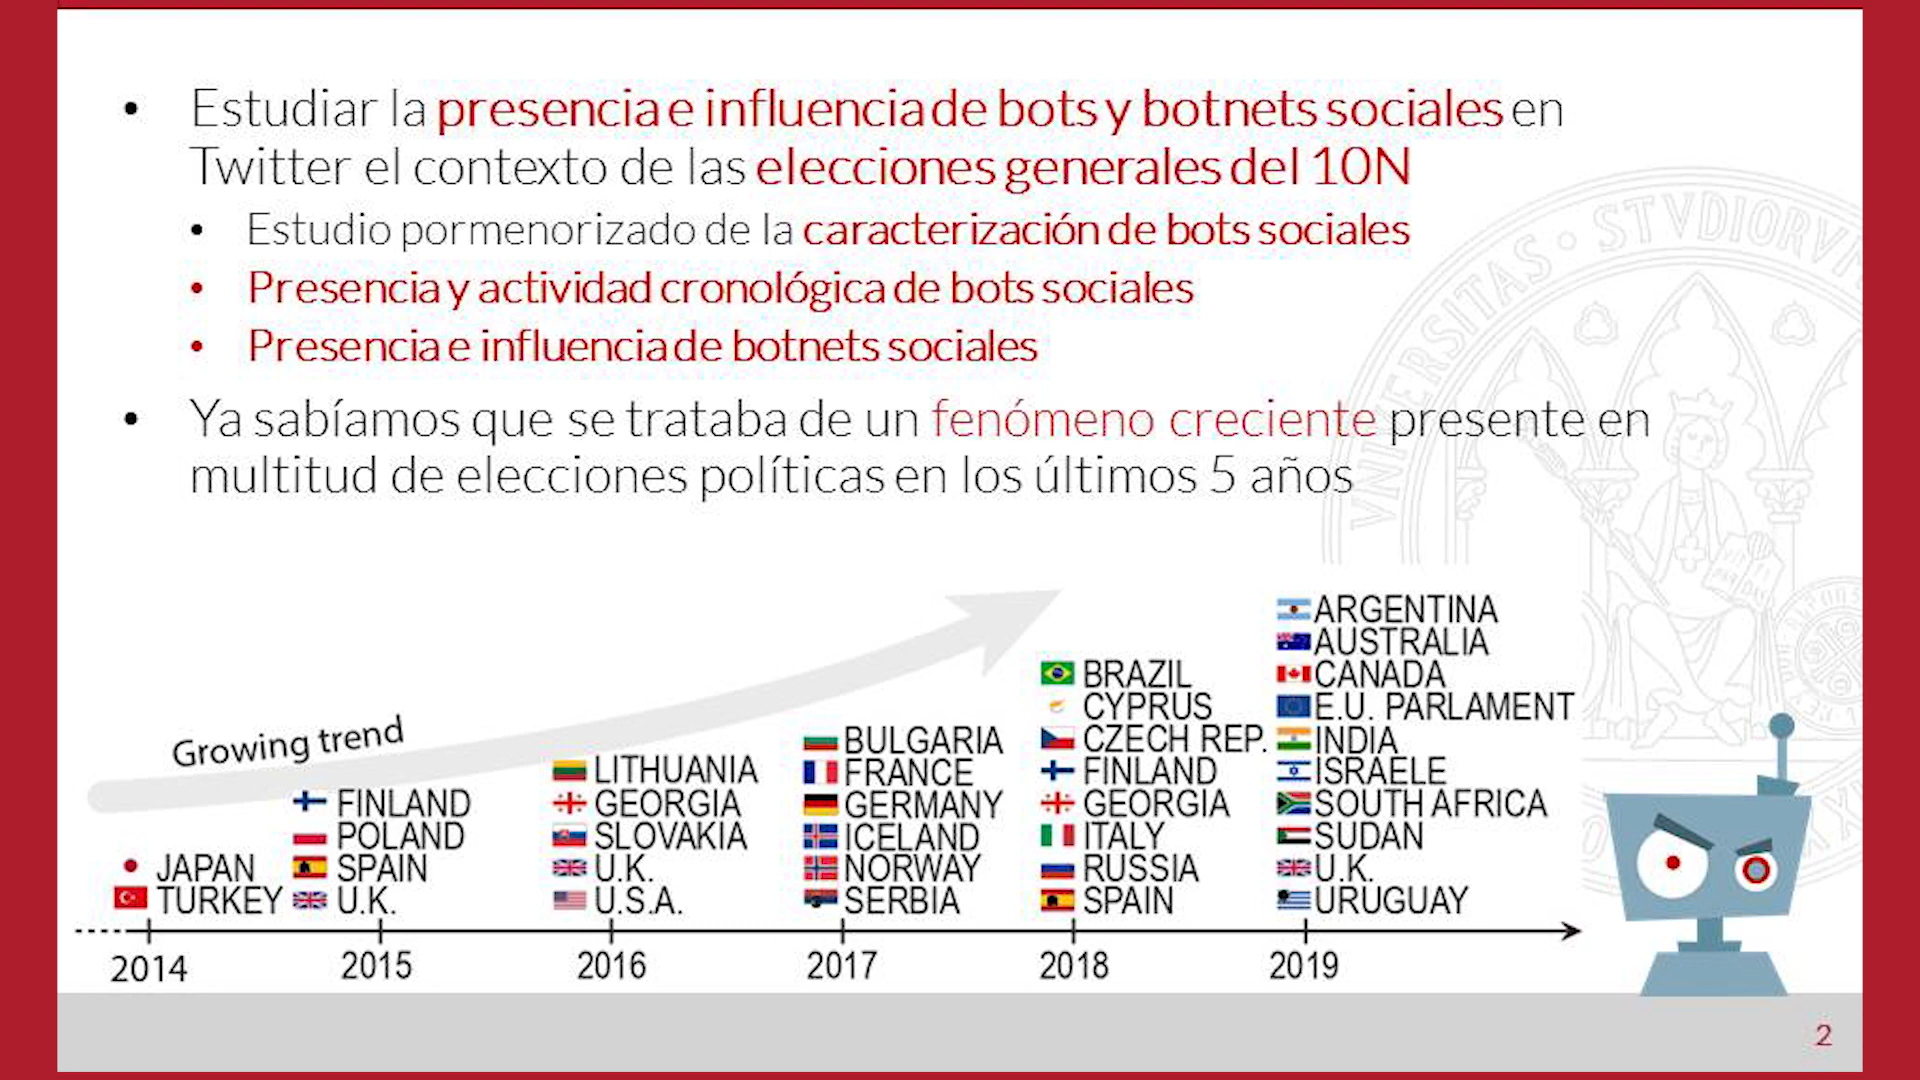 • Estudiar la presencia e influencia de bots y botnets sociales en
Twitter el contexto de las elecciones generales del 10N
• Estudio pormenorizado de la caracterización de bots sociales
• Presencia y actividad cronológica de bots sociales
• Presencia e influencia de botnets sociales
• Ya sabíamos que se trataba de un fenómeno creciente presente en
multitud de elecciones políticas en los últimos 5 años
VNIVERSITAS • STVDIORVM
Growing trend
JAPAN
TURKEY
2014
FINLAND
POLAND
SPAIN
U.K.
2015
LITHUANIA
GEORGIA
SLOVAKIA
U.K.
U.S.A.
2016
BULGARIA
FRANCE
GERMANY
ICELAND
NORWAY
SERBIA
2017
BRAZIL
CYPRUS
CZECH REP.
FINLAND
GEORGIA
ITALY
RUSSIA
SPAIN
2018
ARGENTINA
AUSTRALIA
CANADA
E.U. PARLAMENT
INDIA
ISRAELE
SOUTH AFRICA
SUDAN
U.K.
URUGUAY
2019
2